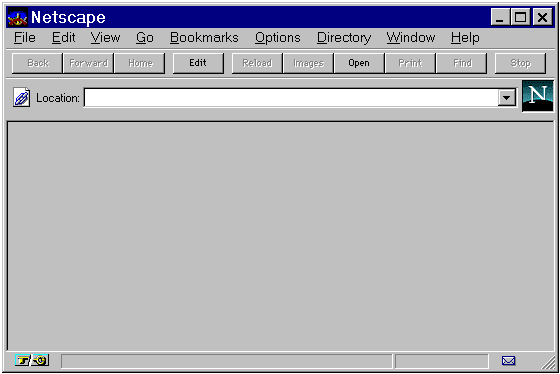 Netscape
File Edit View Go Bookmarks Options Directory Window Help
Back Forward Home Edit Reload Images Open Print Find Stop
Location:
N